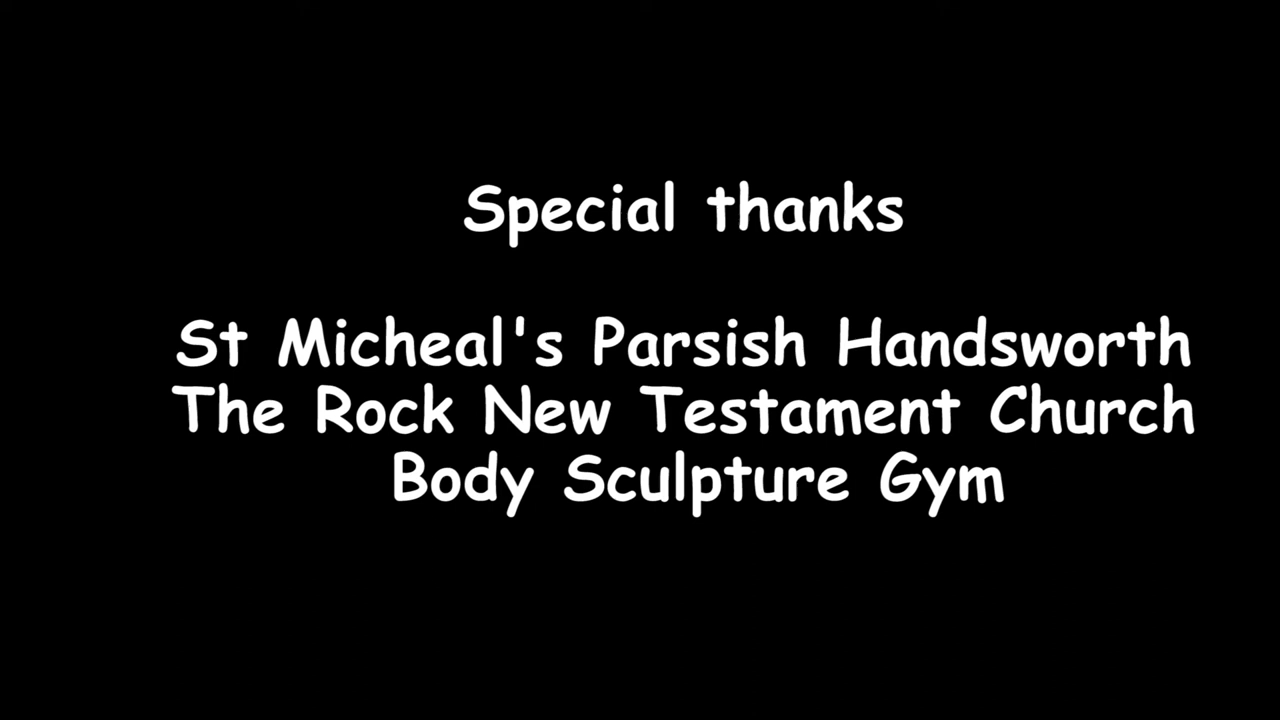 Special thanks
St Micheal's Parsish Handsworth
The Rock New Testament Church
Body Sculpture Gym